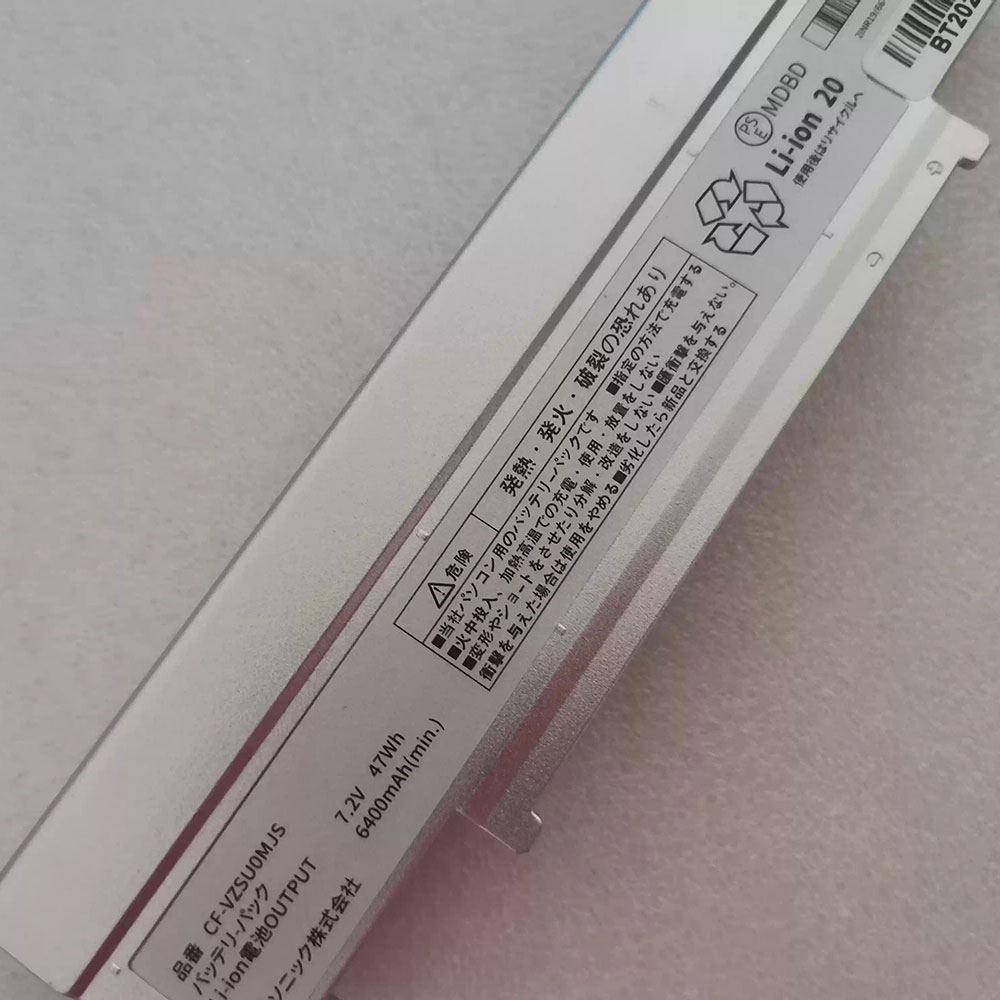 品番 CF-VZSU0MJS
バッテリ-パック
Li-ion電池OUTPUT
7.2V 47Wh
6400mAh(min.)
ソニック株式会社
危険
発熱・発火・破裂の恐れあり
■当社パソコン用のバッテリーパックです ■指定の方法で充電する
■火中投入、加熱高温での充電・使用・放置をしない
■変形やショートをさせたり分解・改造をしない■匯衝撃を与えない。
衝撃を与えた場合は使用をやめる■劣化したら新品と交換する
PSE MDBD
Li-ion 20
使用後はリサイクルへ
2INR19/66-
BT202